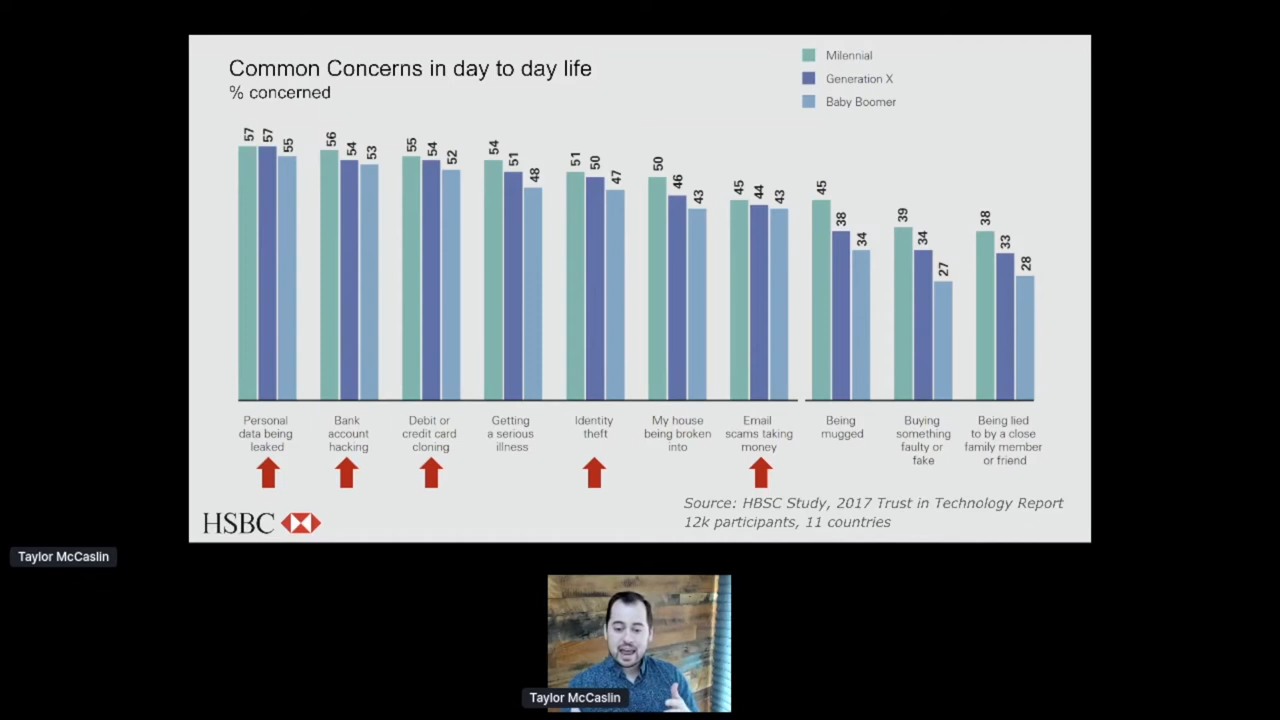 Common Concerns in day to day life
% concerned
Milennial
Generation X
Baby Boomer
57 57 55
56 54 53
55 54 52
54 51 48
51 50 47
50 46 43
45 44 43
45 38 34
39 34 27
38 33 28
Personal
data being
leaked
Bank
account
hacking
Debit or
credit card
cloning
Getting
a serious
illness
Identity
theft
My house
being broken
into
Email
scams taking
money
Being
mugged
Buying
something
faulty or
fake
Being lied
to by a close
family member
or friend
Source: HBSC Study, 2017 Trust in Technology Report
12k participants, 11 countries
HSBC
Taylor McCaslin
Taylor McCaslin